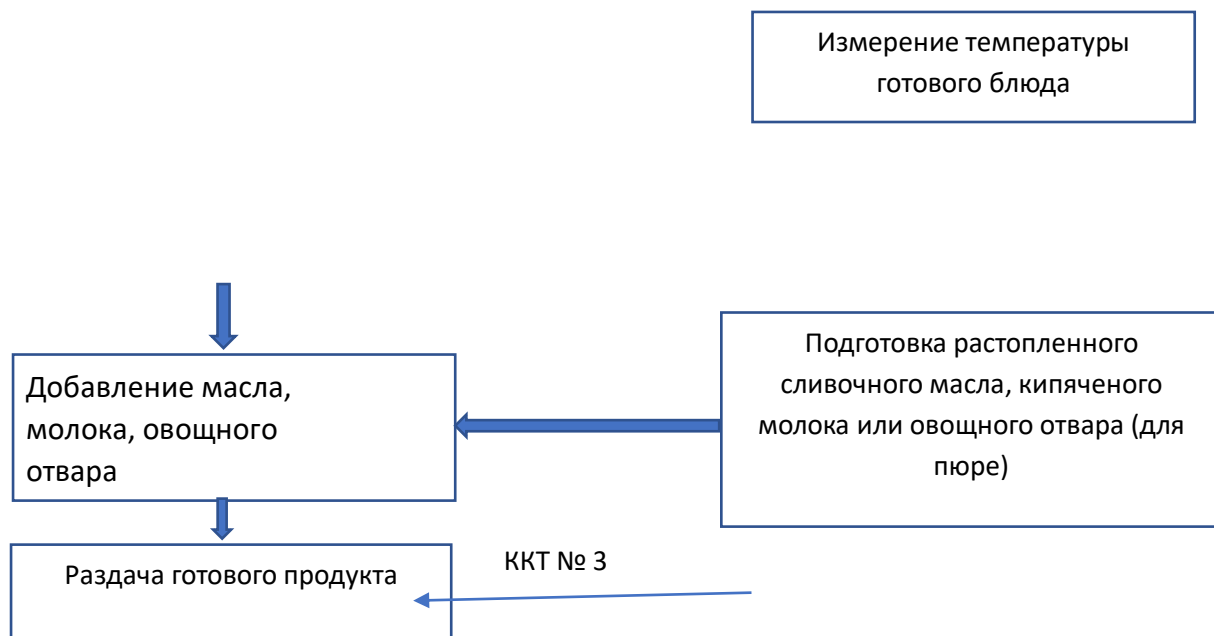 Измерение температуры
готового блюда
Подготовка растопленного
сливочного масла, кипяченого
молока или овощного отвара (для
пюре)
Добавление масла,
молока, овощного
отвара
ККТ № 3
Раздача готового продукта